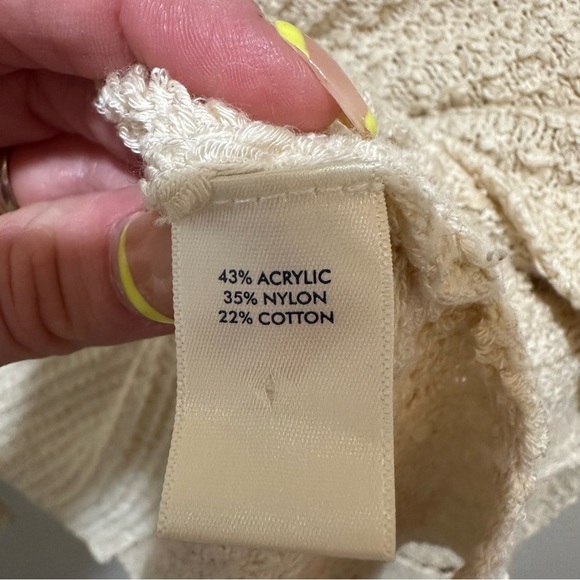 43% ACRYLIC
35% NYLON
22% COTTON